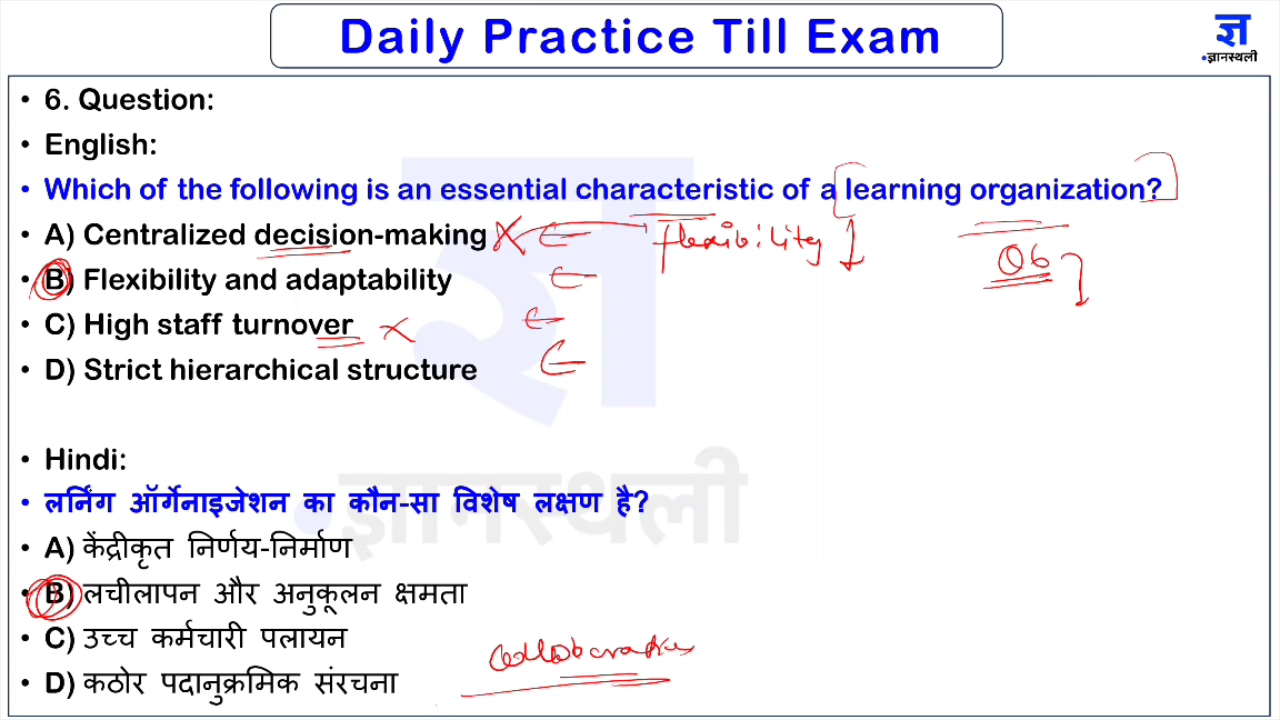 Daily Practice Till Exam
ज्ञ
ज्ञानस्थली
• 6. Question:
• English:
• Which of the following is an essential characteristic of a learning organization?
• A) Centralized decision-making
flexibility
• B) Flexibility and adaptability
• C) High staff turnover
• D) Strict hierarchical structure
• Hindi:
• लर्निंग ऑर्गेनाइजेशन का कौन-सा विशेष लक्षण है?
• A) केंद्रीकृत निर्णय-निर्माण
• B) लचीलापन और अनुकूलन क्षमता
• C) उच्च कर्मचारी पलायन
• D) कठोर पदानुक्रमिक संरचना
ज्ञ
ज्ञानस्थली